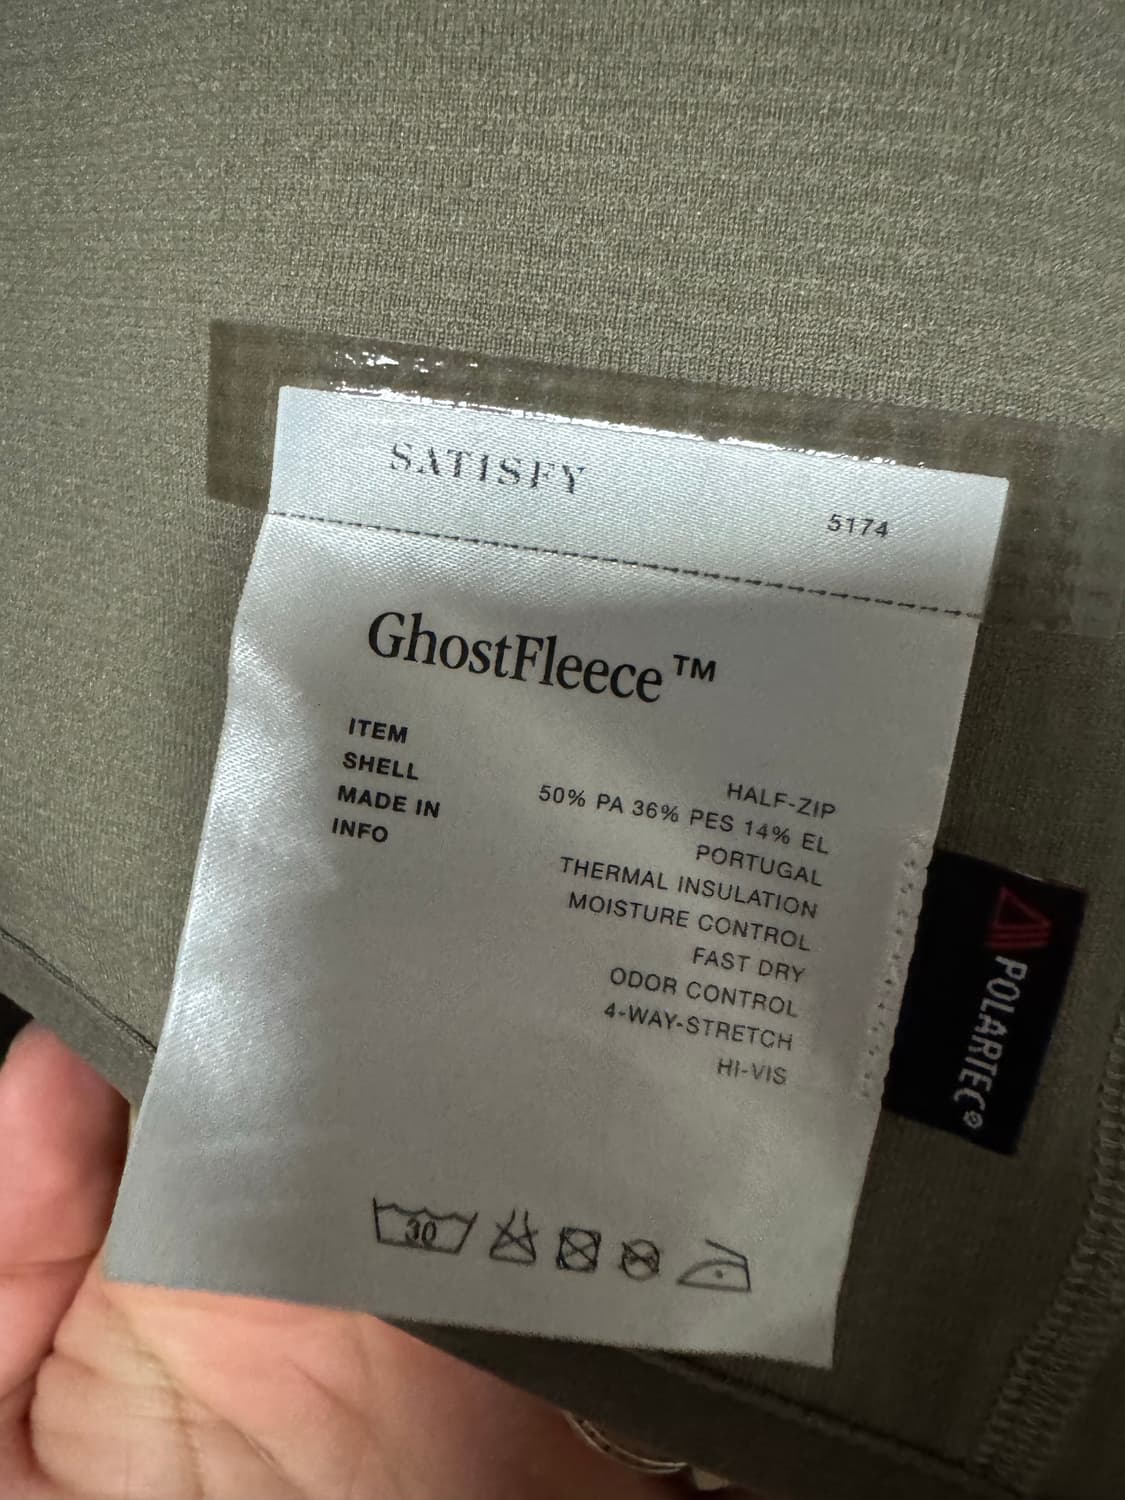 SATISFY
5174
GhostFleece™
ITEM
HALF-ZIP
SHELL
50% PA 36% PES 14% EL
MADE IN
PORTUGAL
INFO
THERMAL INSULATION
MOISTURE CONTROL
FAST DRY
ODOR CONTROL
4-WAY-STRETCH
HI-VIS
30
POLARTEC®